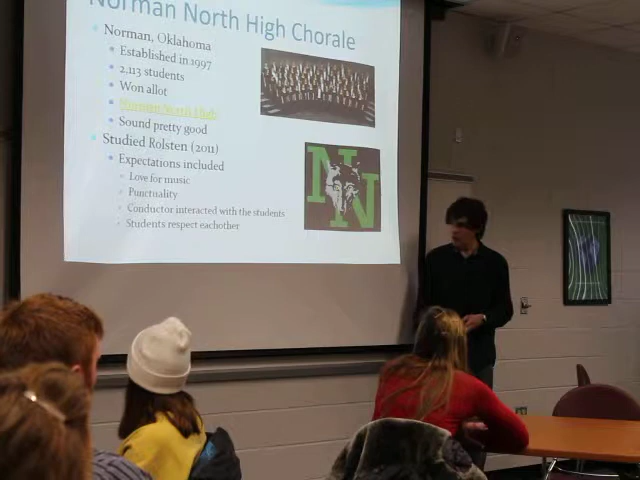 Norman North High Chorale
Norman, Oklahoma
Established in 1997
2,113 students
Won allot
Norman North High
Sound pretty good
Studied Rolsten (2011)
Expectations included
Love for music
Punctuality
Conductor interacted with the students
Students respect eachother
N N